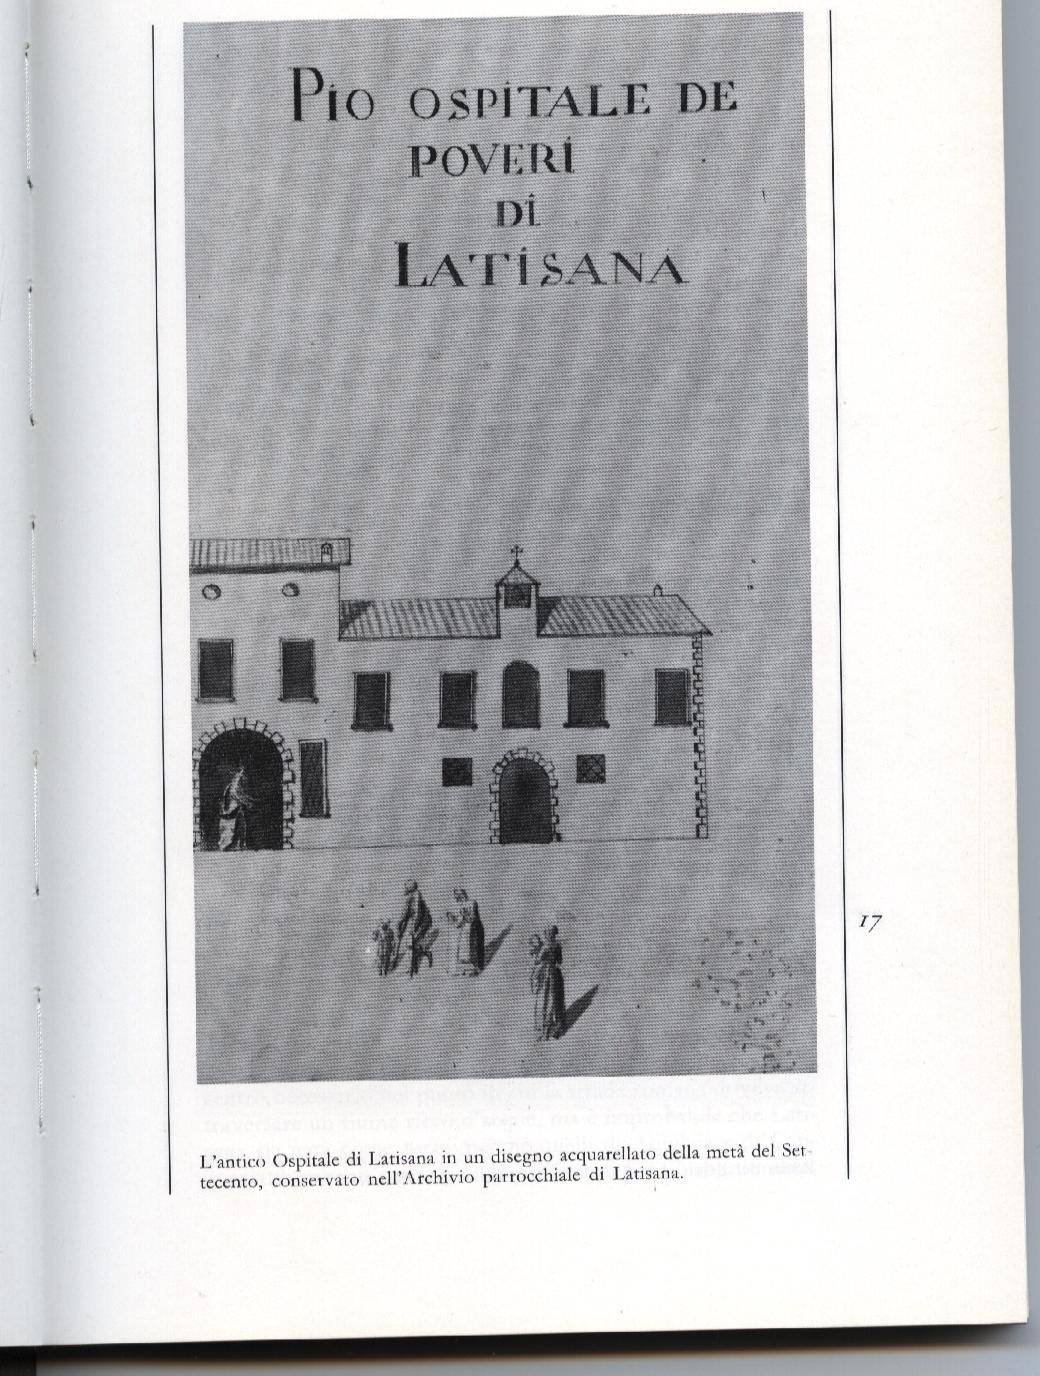 PiO OSPiTALE DE
POVERi
Di
LATiSANA
17
L'antico Ospitale di Latisana in un disegno acquarellato della metà del Set-
tecento, conservato nell'Archivio parrocchiale di Latisana.